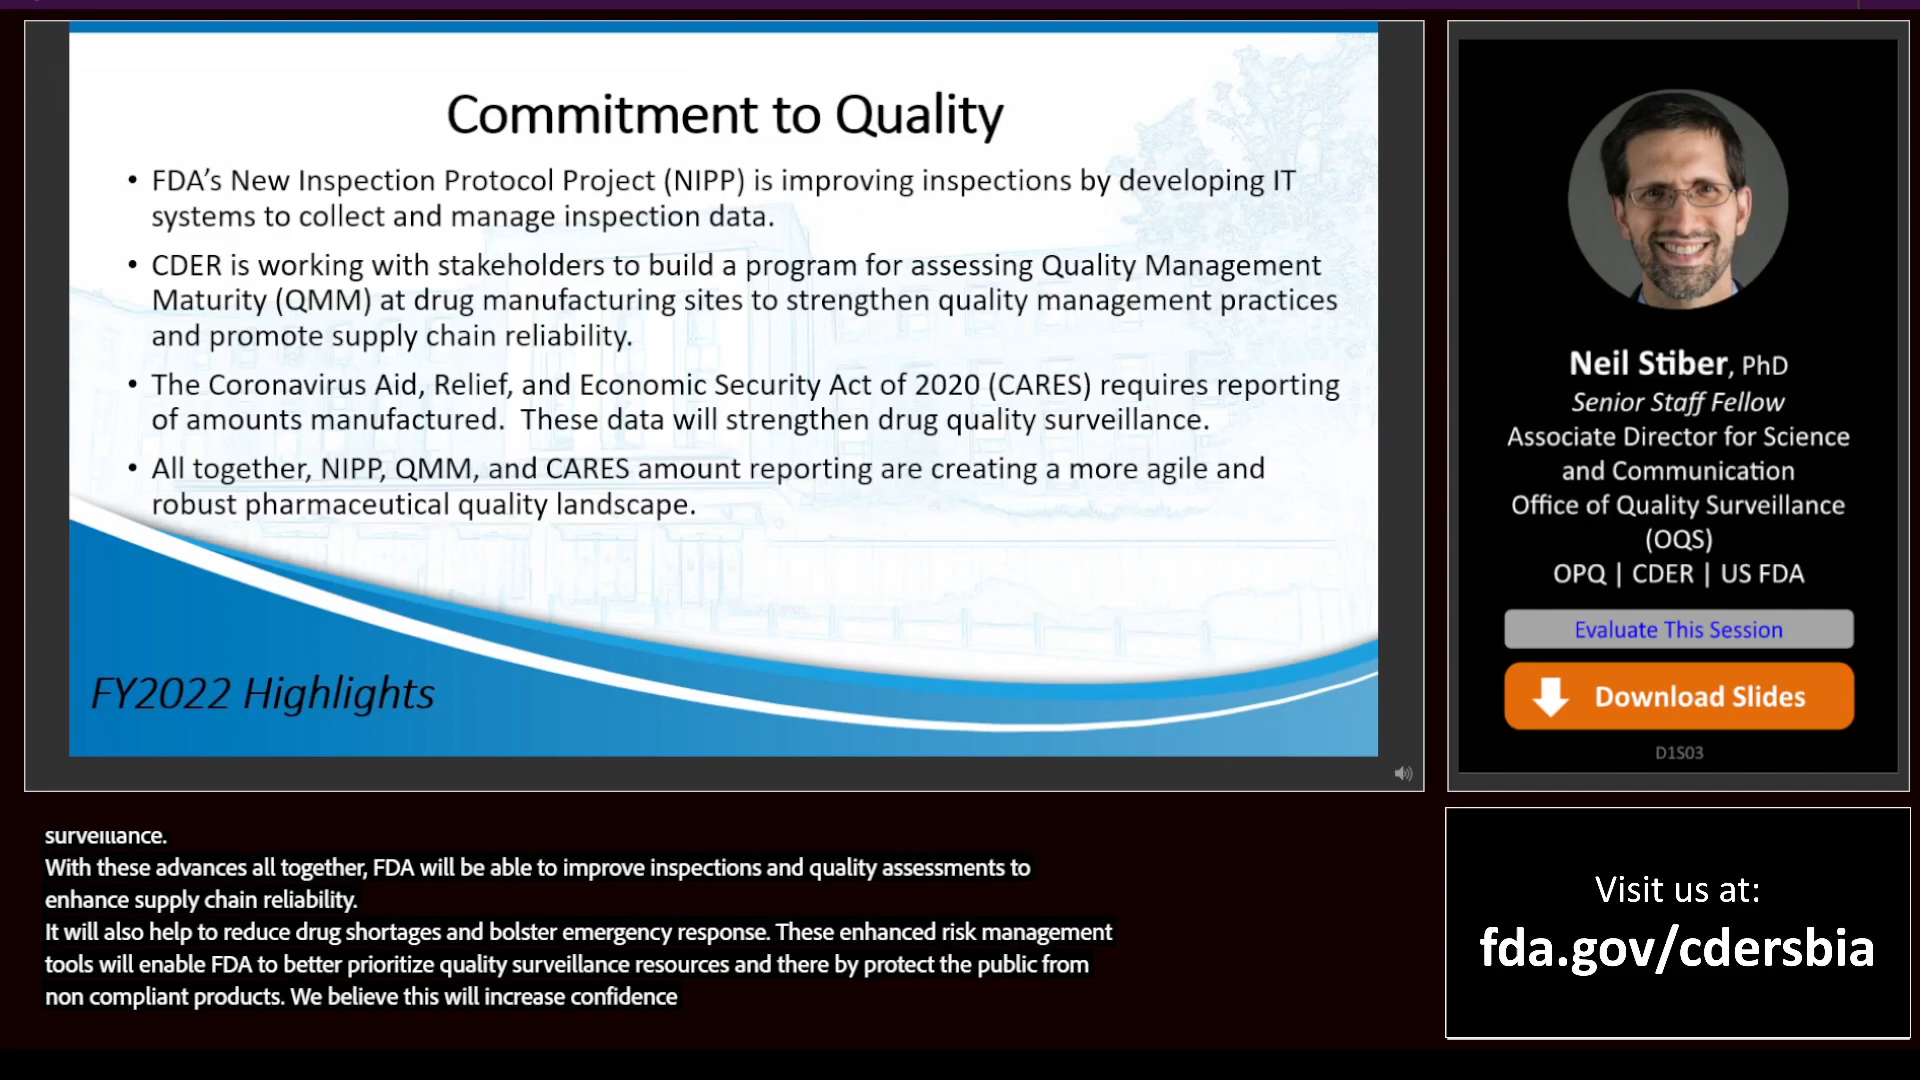 Commitment to Quality
• FDA's New Inspection Protocol Project (NIPP) is improving inspections by developing IT
systems to collect and manage inspection data.
• CDER is working with stakeholders to build a program for assessing Quality Management
Maturity (QMM) at drug manufacturing sites to strengthen quality management practices
and promote supply chain reliability.
• The Coronavirus Aid, Relief, and Economic Security Act of 2020 (CARES) requires reporting
of amounts manufactured.  These data will strengthen drug quality surveillance.
• All together, NIPP, QMM, and CARES amount reporting are creating a more agile and
robust pharmaceutical quality landscape.
FY2022 Highlights
Neil Stiber, PhD
Senior Staff Fellow
Associate Director for Science
and Communication
Office of Quality Surveillance
(OQS)
OPQ | CDER | US FDA
Evaluate This Session
Download Slides
D1S03
surveillance.
With these advances all together, FDA will be able to improve inspections and quality assessments to
enhance supply chain reliability.
It will also help to reduce drug shortages and bolster emergency response. These enhanced risk management
tools will enable FDA to better prioritize quality surveillance resources and there by protect the public from
non compliant products. We believe this will increase confidence
Visit us at:
fda.gov/cdersbia